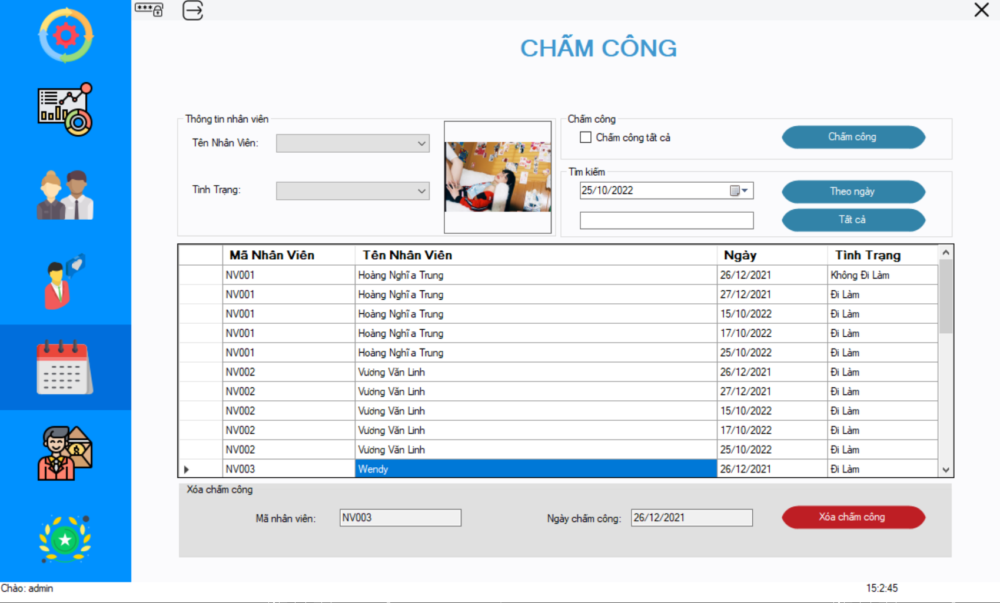 ***
CHẤM CÔNG
Thông tin nhân viên
Tên Nhân Viên:
Tình Trạng:
Chấm công
Chấm công tất cả
Chấm công
Tìm kiếm
25/10/2022
Theo ngày
Tất cả
Mã Nhân Viên Tên Nhân Viên Ngày Tình Trạng
NV001 Hoàng Nghĩa Trung 26/12/2021 Không Đi Làm
NV001 Hoàng Nghĩa Trung 27/12/2021 Đi Làm
NV001 Hoàng Nghĩa Trung 15/10/2022 Đi Làm
NV001 Hoàng Nghĩa Trung 17/10/2022 Đi Làm
NV001 Hoàng Nghĩa Trung 25/10/2022 Đi Làm
NV002 Vương Văn Linh 26/12/2021 Đi Làm
NV002 Vương Văn Linh 27/12/2021 Đi Làm
NV002 Vương Văn Linh 15/10/2022 Đi Làm
NV002 Vương Văn Linh 17/10/2022 Đi Làm
NV002 Vương Văn Linh 25/10/2022 Đi Làm
NV003 Wendy 26/12/2021 Đi Làm
Xóa chấm công
Mã nhân viên: NV003 Ngày chấm công: 26/12/2021 Xóa chấm công
Chào: admin 15:2:45